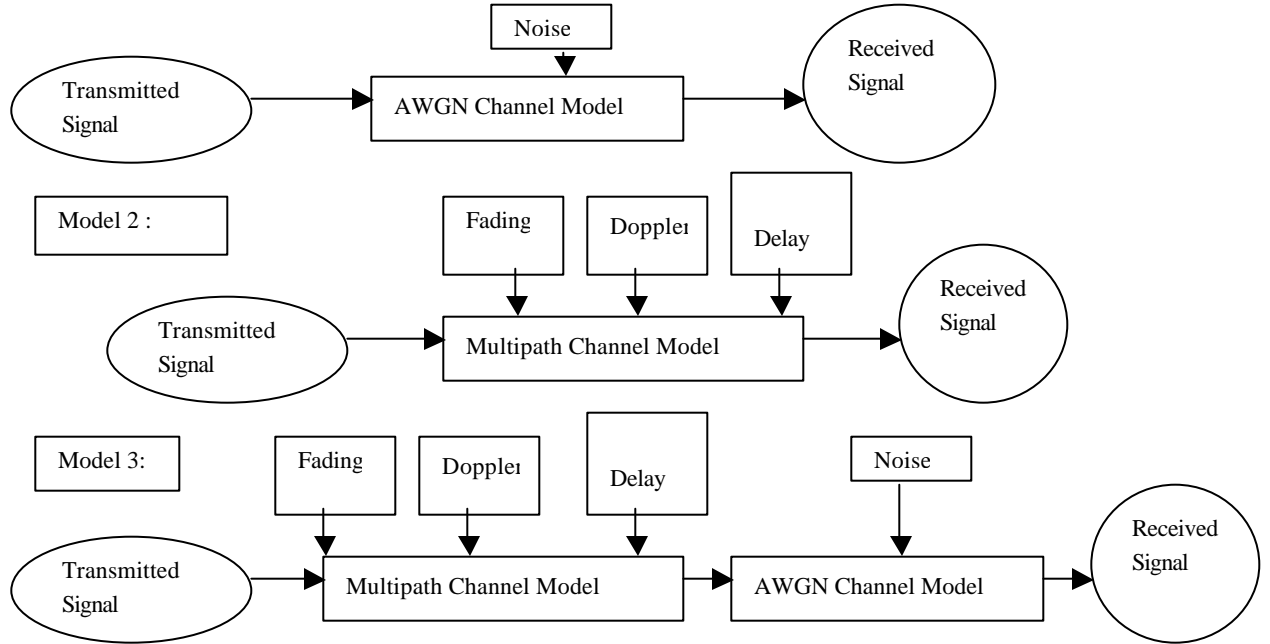 Noise
Received
Signal
Transmitted
Signal
AWGN Channel Model
Model 2 :
Fading
Doppler
Delay
Received
Signal
Transmitted
Signal
Multipath Channel Model
Model 3:
Fading
Doppler
Delay
Noise
Received
Signal
Transmitted
Signal
Multipath Channel Model
AWGN Channel Model